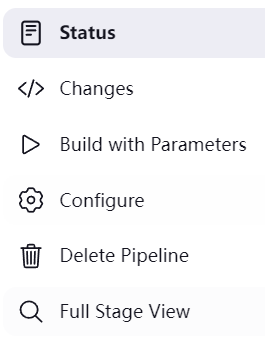 Status
Changes
Build with Parameters
Configure
Delete Pipeline
Full Stage View